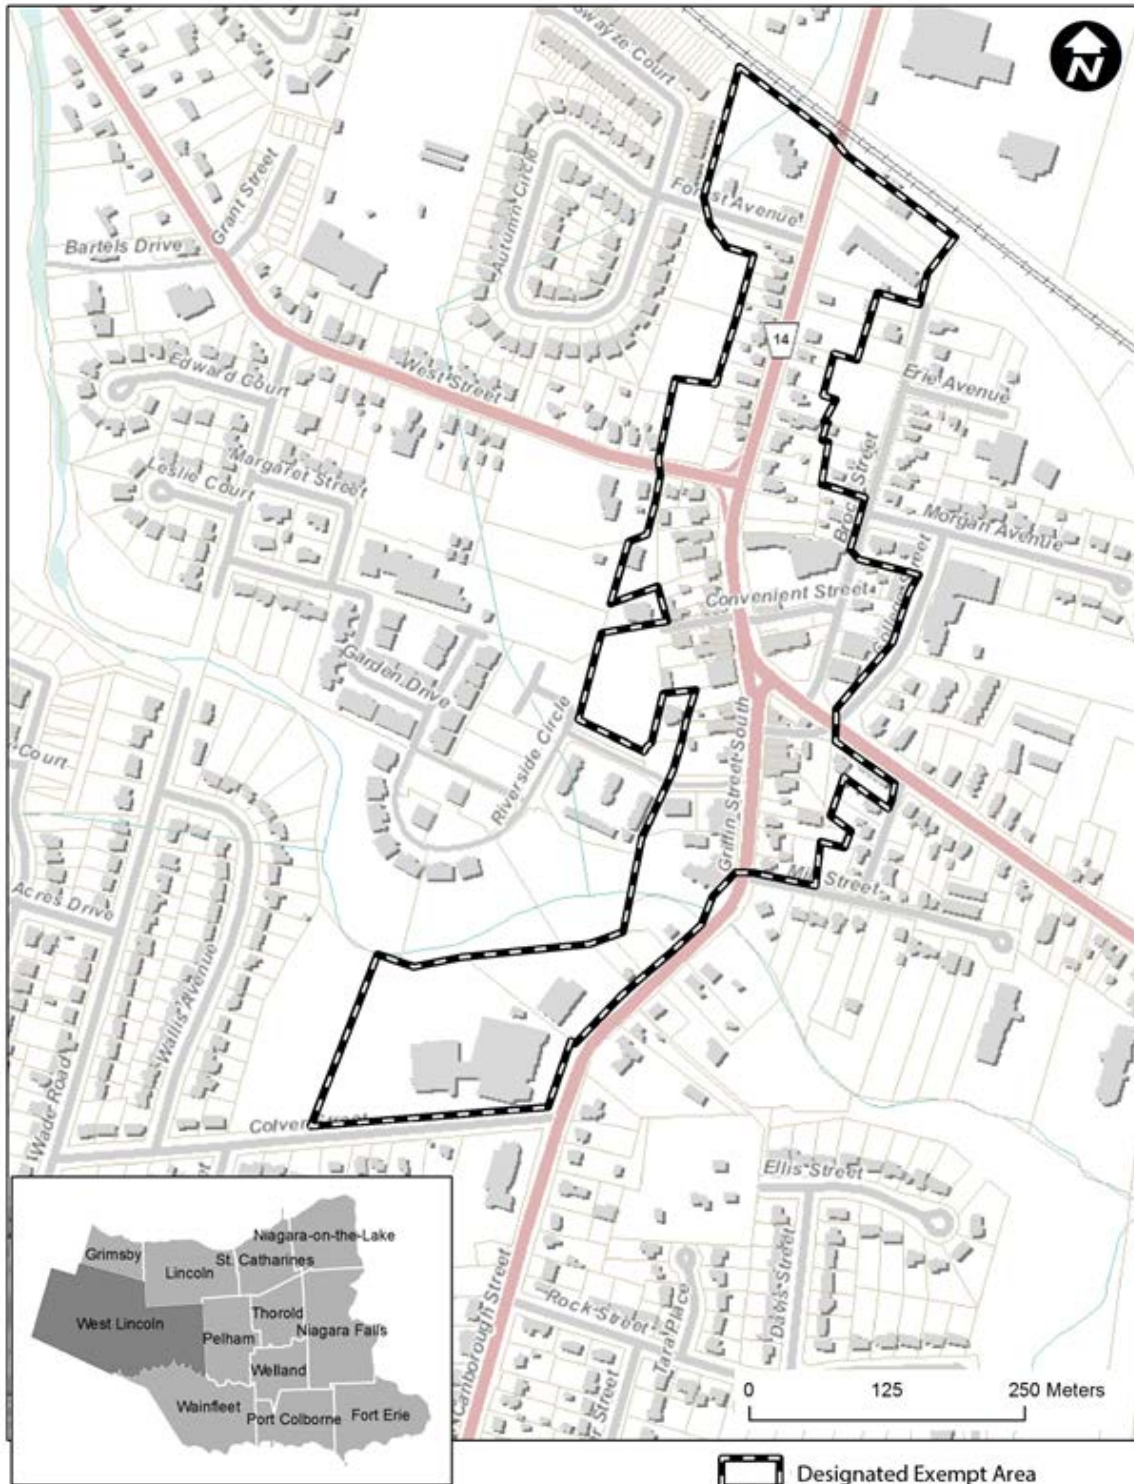 wayze Court
N
Forest Avenue
Autumn Circle
Grant Street
Bartels Drive
14
West Street
Edward Court
Erie Avenue
Leslie Court
Margaret Street
Brock Street
Morgan Avenue
Convenient Street
Garden Drive
Riverside Circle
Court
Griffin Street South
Acres Drive
Mill Street
Wallis Avenue
Wade Road
Colver Street
Ellis Street
Davis Street
Rock Street
Tara Place
Canborough Street
Street
Grimsby
Niagara-on-the-Lake
Lincoln
St. Catharines
West Lincoln
Thorold
Pelham
Niagara Falls
Welland
Wainfleet
Port Colborne
Fort Erie
0 125 250 Meters
Designated Exempt Area